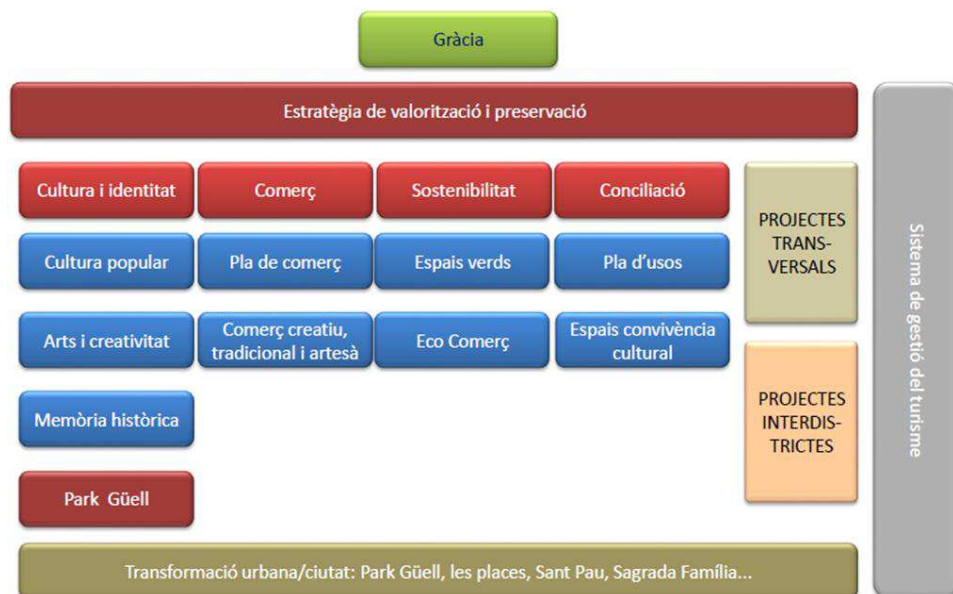 Gràcia
Estratègia de valorització i preservació
Cultura i identitat
Comerç
Sostenibilitat
Conciliació
Cultura popular
Pla de comerç
Espais verds
Pla d'usos
PROJECTES
TRANS-
VERSALS
Arts i creativitat
Comerç creatiu,
tradicional i artesà
Eco Comerç
Espais convivència
cultural
Memòria històrica
PROJECTES
INTERDIS-
TRICTES
Park Güell
Transformació urbana/ciutat: Park Güell, les places, Sant Pau, Sagrada Família...
Sistema de gestió del turisme